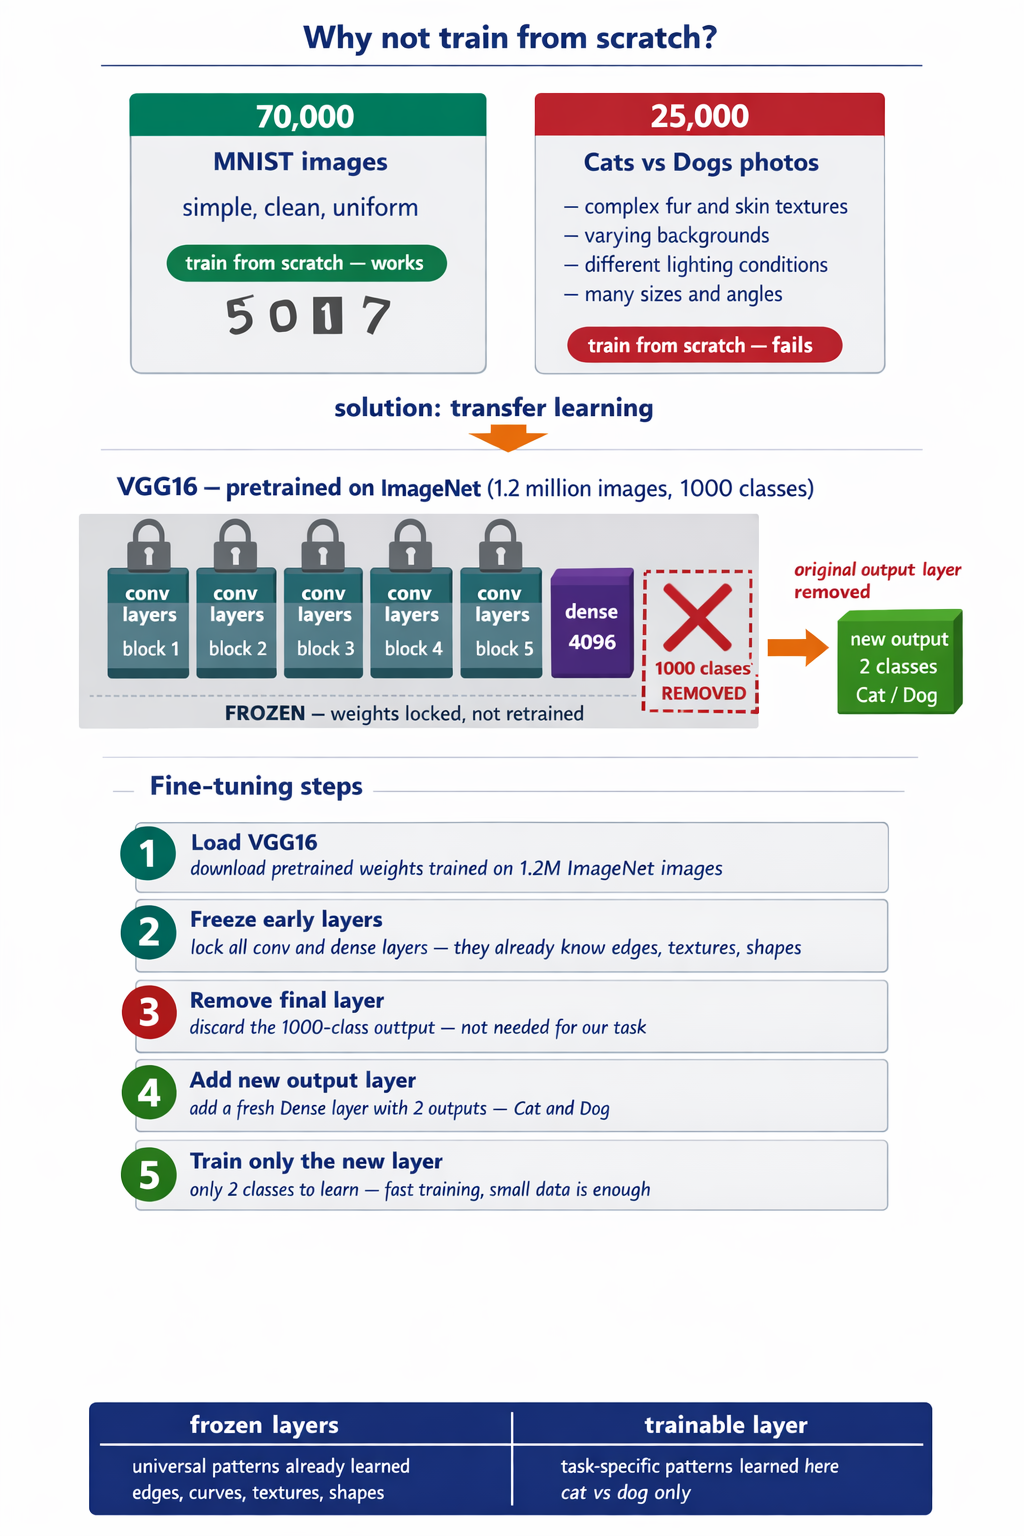 Why not train from scratch?
70,000
MNIST images
simple, clean, uniform
train from scratch — works
5 0 1 7
25,000
Cats vs Dogs photos
— complex fur and skin textures
— varying backgrounds
— different lighting conditions
— many sizes and angles
train from scratch — fails
solution: transfer learning
VGG16 — pretrained on ImageNet (1.2 million images, 1000 classes)
conv
layers
block 1
conv
layers
block 2
conv
layers
block 3
conv
layers
block 4
conv
layers
block 5
dense
4096
1000 clases
REMOVED
FROZEN — weights locked, not retrained
original output layer
removed
new output
2 classes
Cat / Dog
Fine-tuning steps
1
Load VGG16
download pretrained weights trained on 1.2M ImageNet images
2
Freeze early layers
lock all conv and dense layers — they already know edges, textures, shapes
3
Remove final layer
discard the 1000-class outtput — not needed for our task
4
Add new output layer
add a fresh Dense layer with 2 outputs — Cat and Dog
5
Train only the new layer
only 2 classes to learn — fast training, small data is enough
frozen layers
universal patterns already learned
edges, curves, textures, shapes
trainable layer
task-specific patterns learned here
cat vs dog only